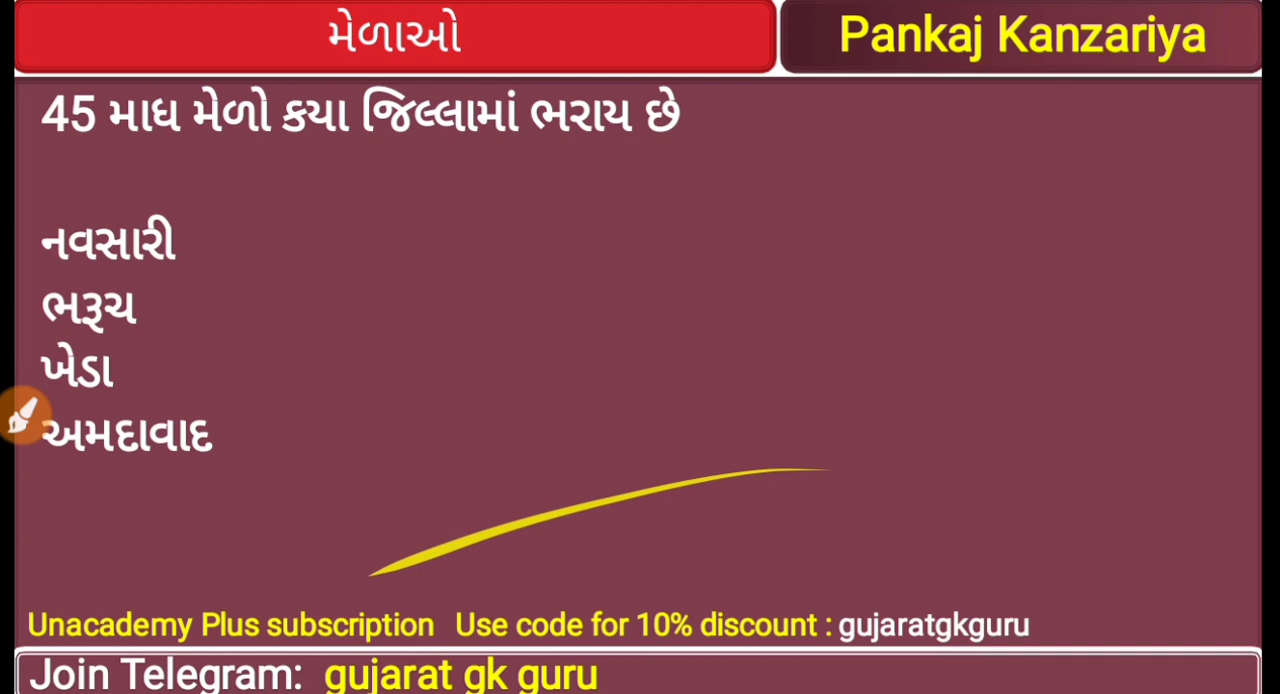 મેળાઓ
Pankaj Kanzariya
45 માધ મેળો કયા જિલ્લામાં ભરાય છે
નવસારી
ભરૂચ
ખેડા
અમદાવાદ
Unacademy Plus subscription Use code for 10% discount : gujaratgkguru
Join Telegram: gujarat gk guru